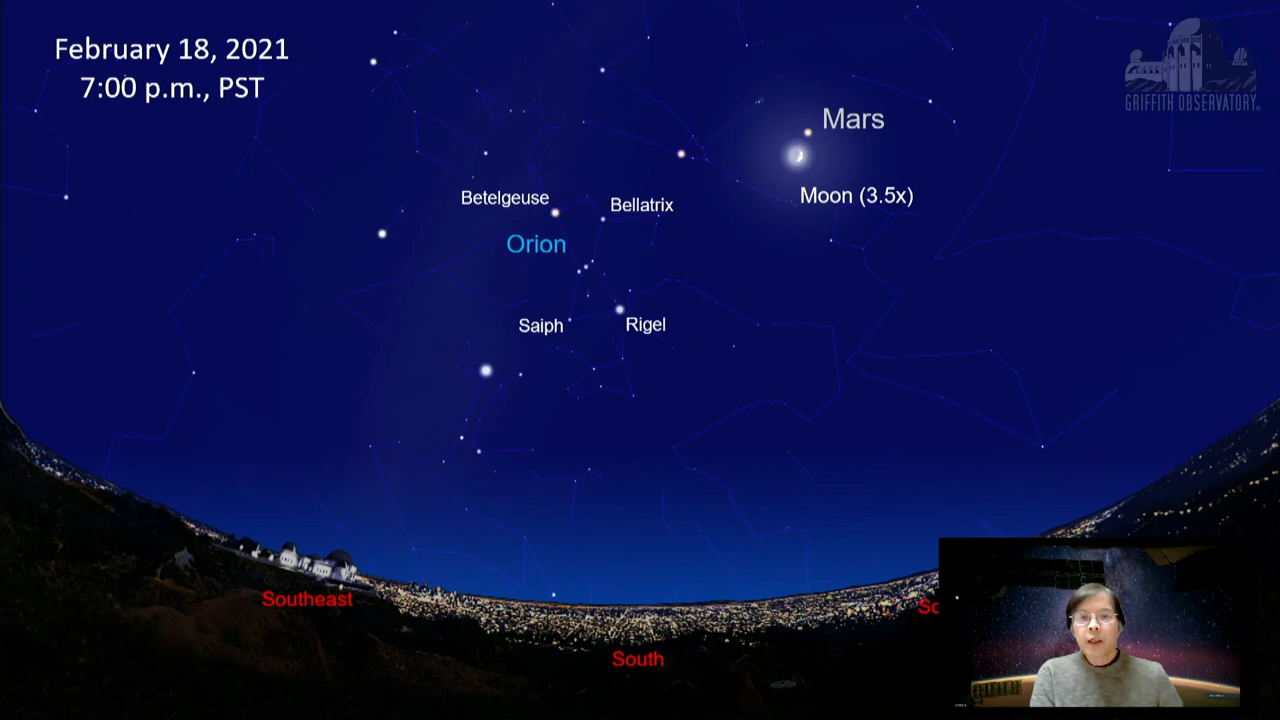 February 18, 2021
7:00 p.m., PST
GRIFFITH OBSERVATORY
Mars
Moon (3.5x)
Betelgeuse
Bellatrix
Orion
Saiph
Rigel
Southeast
So
South